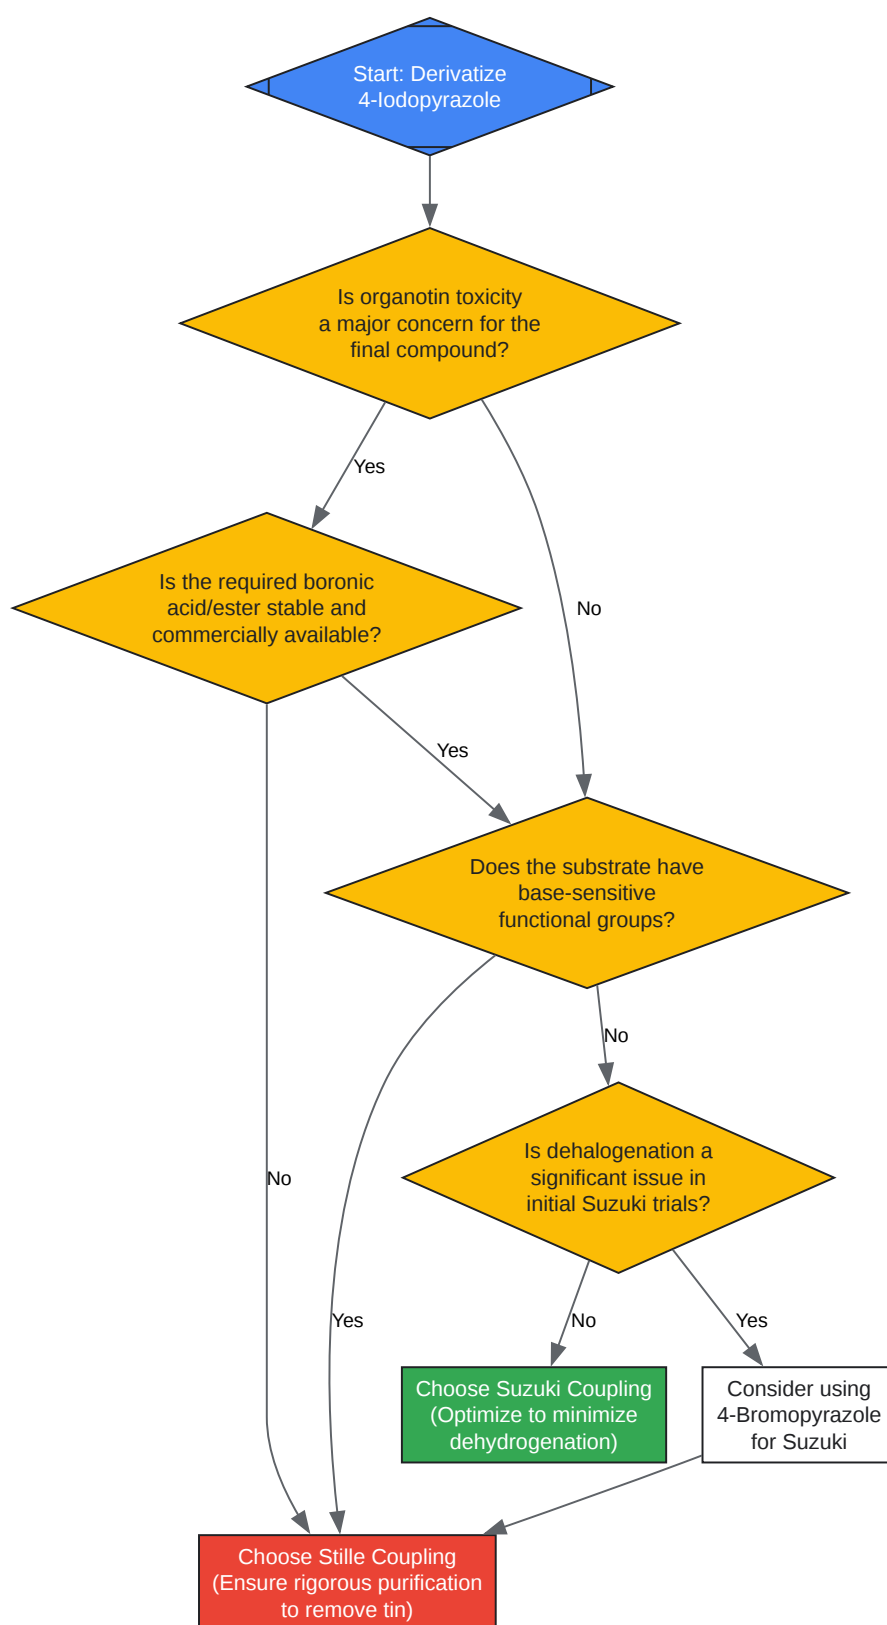 Start: Derivatize
4-Iodopyrazole
Is organotin toxicity
a major concern for the
final compound?
Yes
No
Is the required boronic
acid/ester stable and
commercially available?
Yes
Does the substrate have
base-sensitive
functional groups?
No
Is dehalogenation a
significant issue in
initial Suzuki trials?
No
Yes
No
Yes
Choose Suzuki Coupling
(Optimize to minimize
dehydrogenation)
Consider using
4-Bromopyrazole
for Suzuki
Choose Stille Coupling
(Ensure rigorous purification
to remove tin)